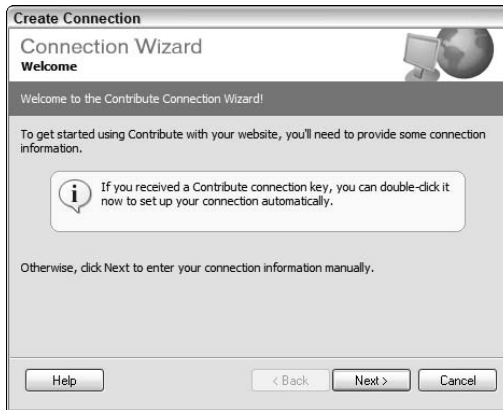 Create Connection
Connection Wizard
Welcome
Welcome to the Contribute Connection Wizard!
To get started using Contribute with your website, you'll need to provide some connection
information.
i
If you received a Contribute connection key, you can double-click it
now to set up your connection automatically.
Otherwise, click Next to enter your connection information manually.
Help
< Back
Next >
Cancel